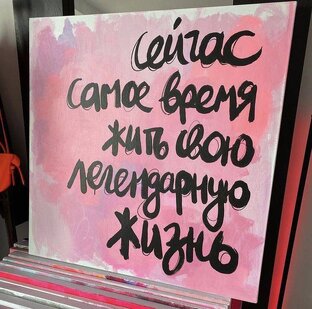 сейчас
самое время
жить свою
легендарную
жизнь